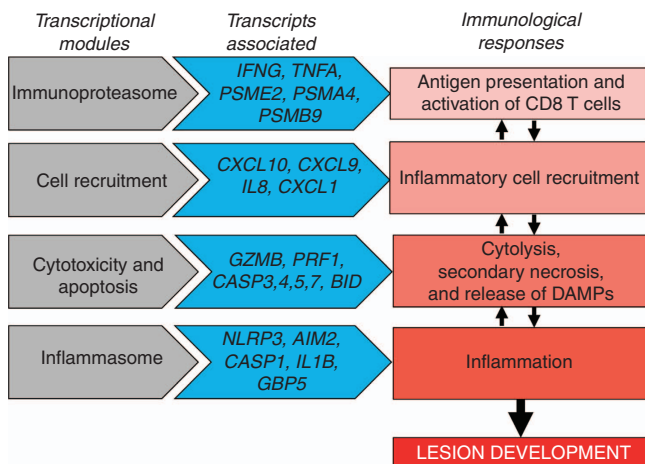 Transcriptional
modules
Transcripts
associated
Immunological
responses
Immunoproteasome
IFNG, TNFA,
PSME2, PSMA4,
PSMB9
Antigen presentation and
activation of CD8 T cells
Cell recruitment
CXCL10, CXCL9,
IL8, CXCL1
Inflammatory cell recruitment
Cytotoxicity and
apoptosis
GZMB, PRF1,
CASP3,4,5,7, BID
Cytolysis,
secondary necrosis,
and release of DAMPs
Inflammasome
NLRP3, AIM2,
CASP1, IL1B,
GBP5
Inflammation
LESION DEVELOPMENT